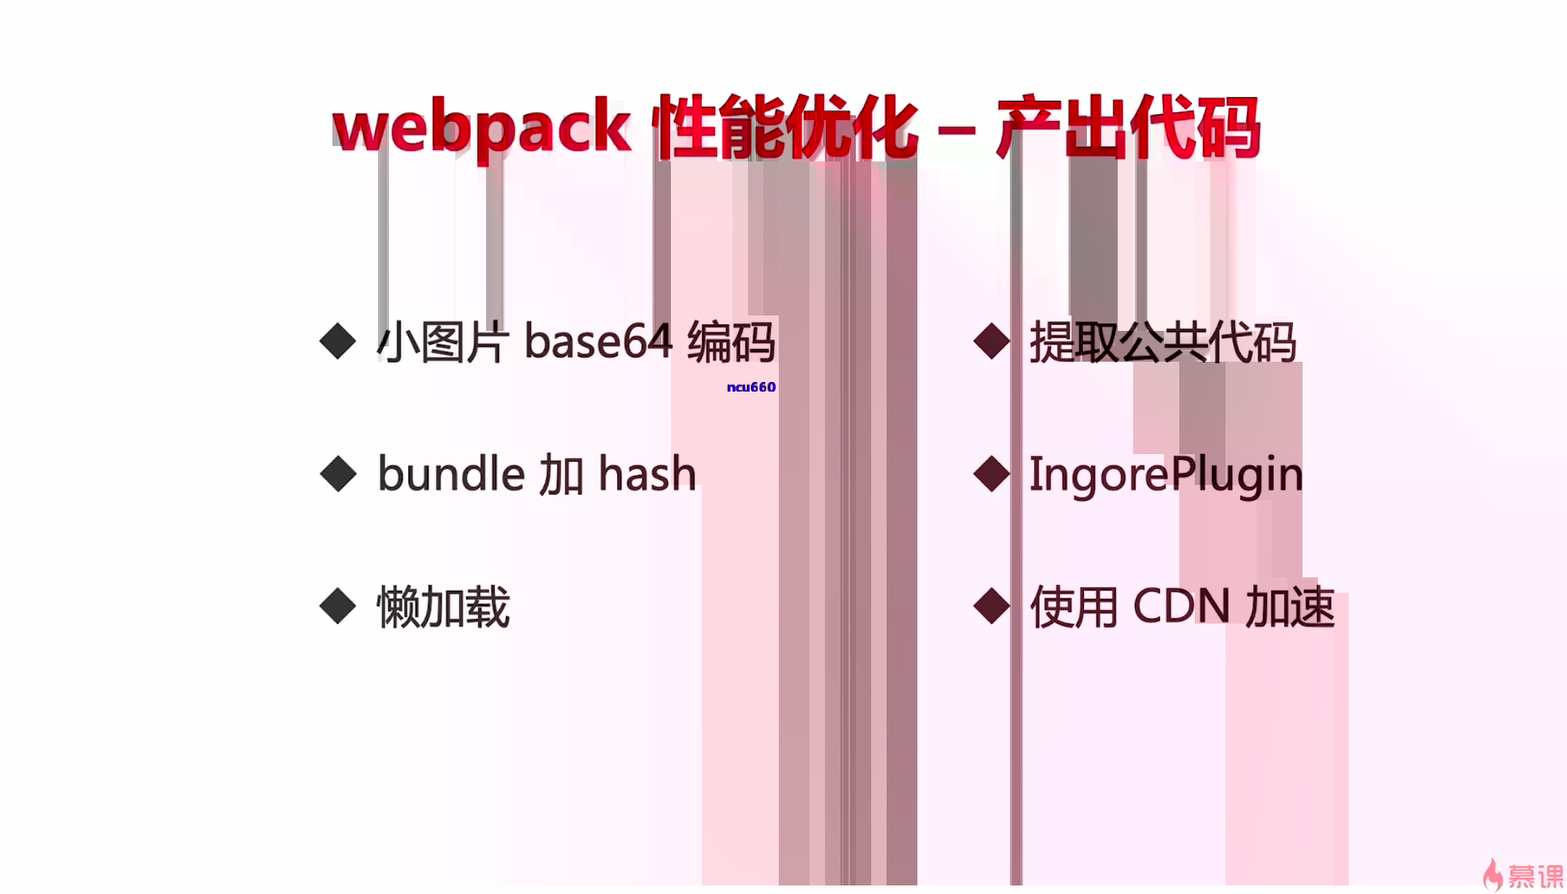 webpack 性能优化 – 产出代码
◆ 小图片 base64 编码
ncu660
◆ bundle 加 hash
◆ 懒加载
◆ 提取公共代码
◆ IngorePlugin
◆ 使用 CDN 加速
慕课